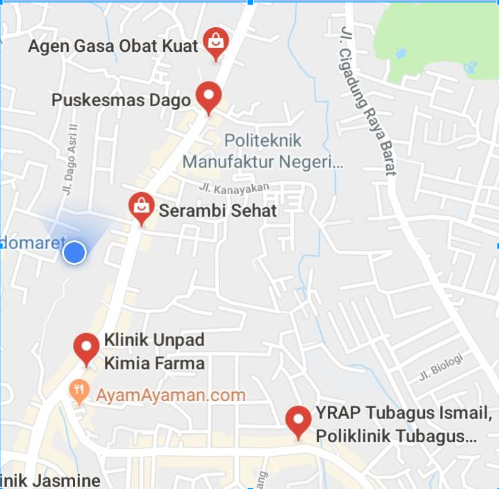 Agen Gasa Obat Kuat
Jl. Cigadung Raya Barat
Puskesmas Dago
Jl. Dago Asri II
Politeknik
Manufaktur Negeri...
Jl. Kanayakan
Serambi Sehat
domaret
Klinik Unpad
Kimia Farma
Jl. Biologi
AyamAyaman.com
YRAP Tubagus Ismail,
Poliklinik Tubagus...
inik Jasmine
ang